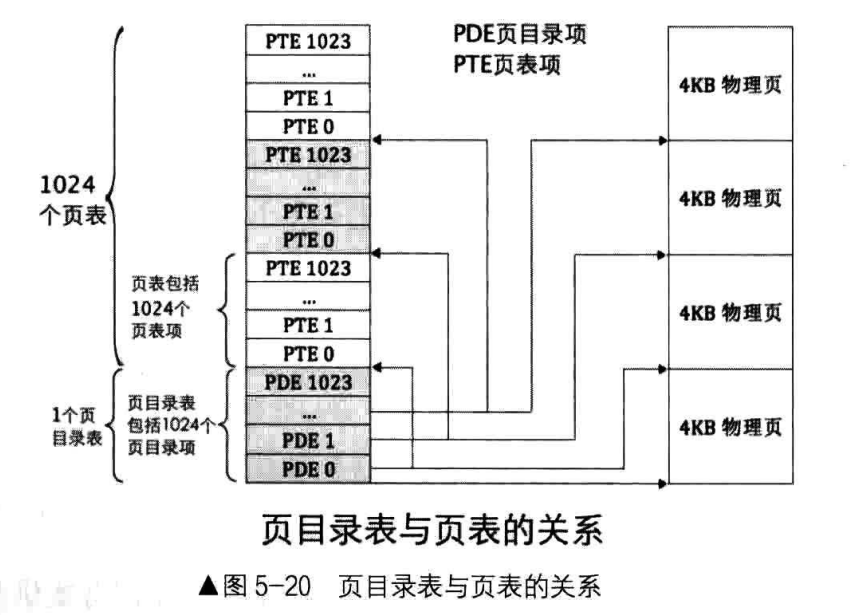 PDE页目录项
PTE页表项
PTE 1023
...
PTE 1
PTE 0
PTE 1023
...
PTE 1
PTE 0
PTE 1023
...
PTE 1
PTE 0
PDE 1023
...
PDE 1
PDE 0
1024
个页表
页表包括
1024个
页表项
1个页
目录表
页目录表
包括1024个
页目录项
4KB 物理页
4KB 物理页
4KB 物理页
4KB 物理页
页目录表与页表的关系
▲图 5-20 页目录表与页表的关系